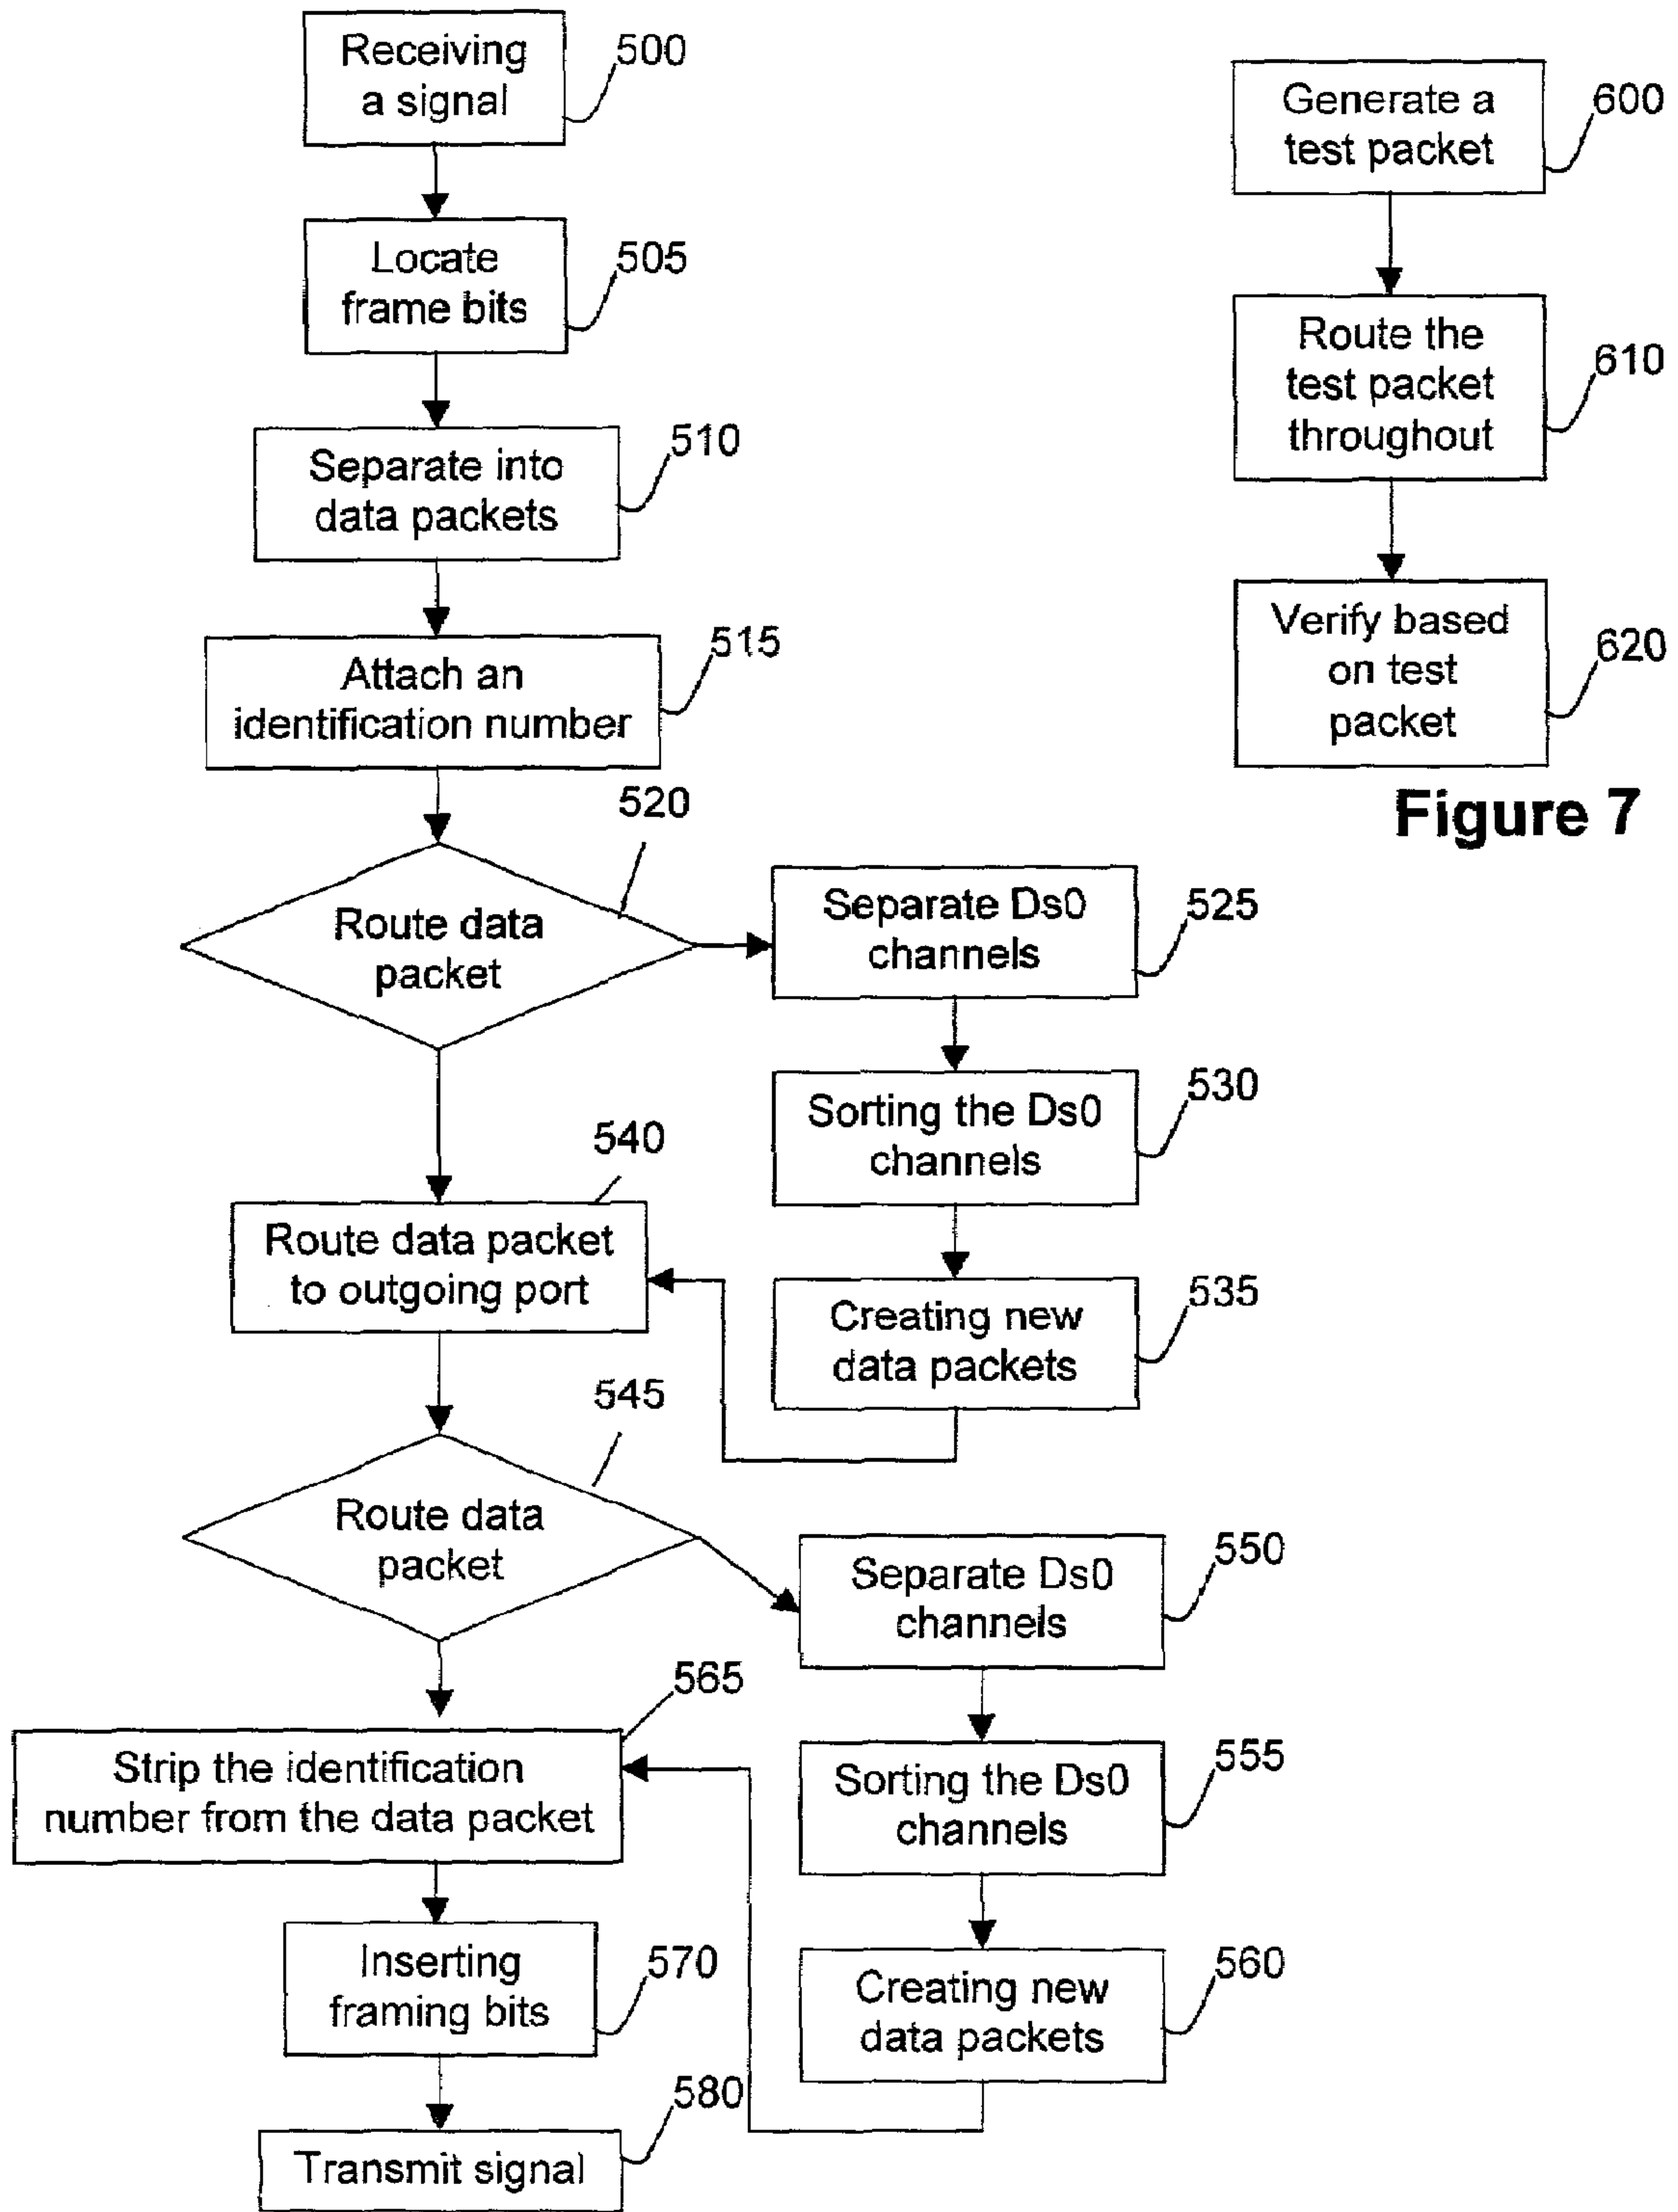 Receiving
a signal
500
Locate
frame bits
505
Separate into
data packets
510
Attach an
identification number
515
520
Route data
packet
Separate Ds0
channels
525
Sorting the Ds0
channels
530
Creating new
data packets
535
540
Route data packet
to outgoing port
545
Route data
packet
Separate Ds0
channels
550
Sorting the Ds0
channels
555
Creating new
data packets
560
565
Strip the identification
number from the data packet
Inserting
framing bits
570
580
Transmit signal
Generate a
test packet
600
Route the
test packet
throughout
610
Verify based
on test
packet
620
Figure 7